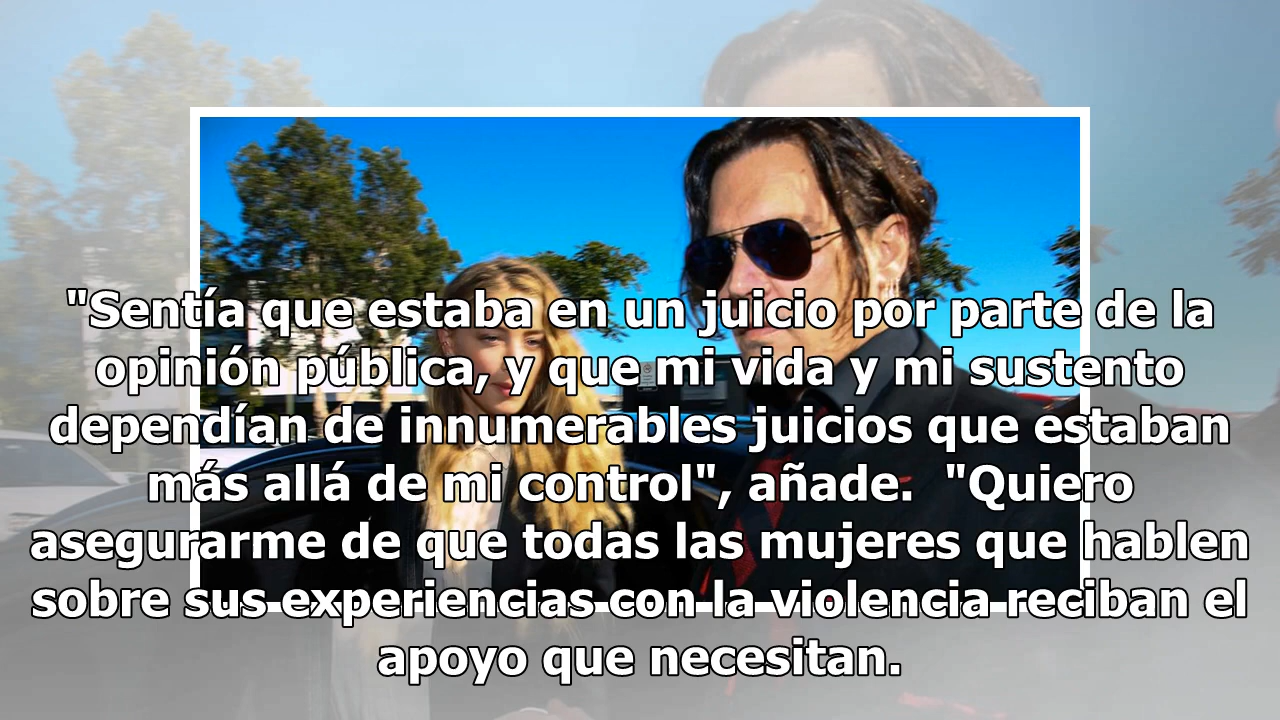 "Sentía que estaba en un juicio por parte de la
opinión pública, y que mi vida y mi sustento
dependían de innumerables juicios que estaban
más allá de mi control", añade.  "Quiero
asegurarme de que todas las mujeres que hablen
sobre sus experiencias con la violencia reciban el
apoyo que necesitan.